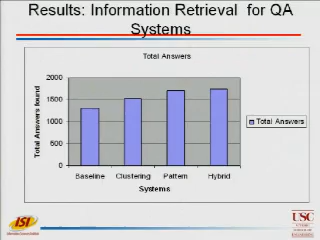 Results: Information Retrieval for QA
Systems
Total Answers
Total Answers found
2000
1500
1000
500
0
Baseline
Clustering
Pattern
Hybrid
Systems
Total Answers
ISI
USC